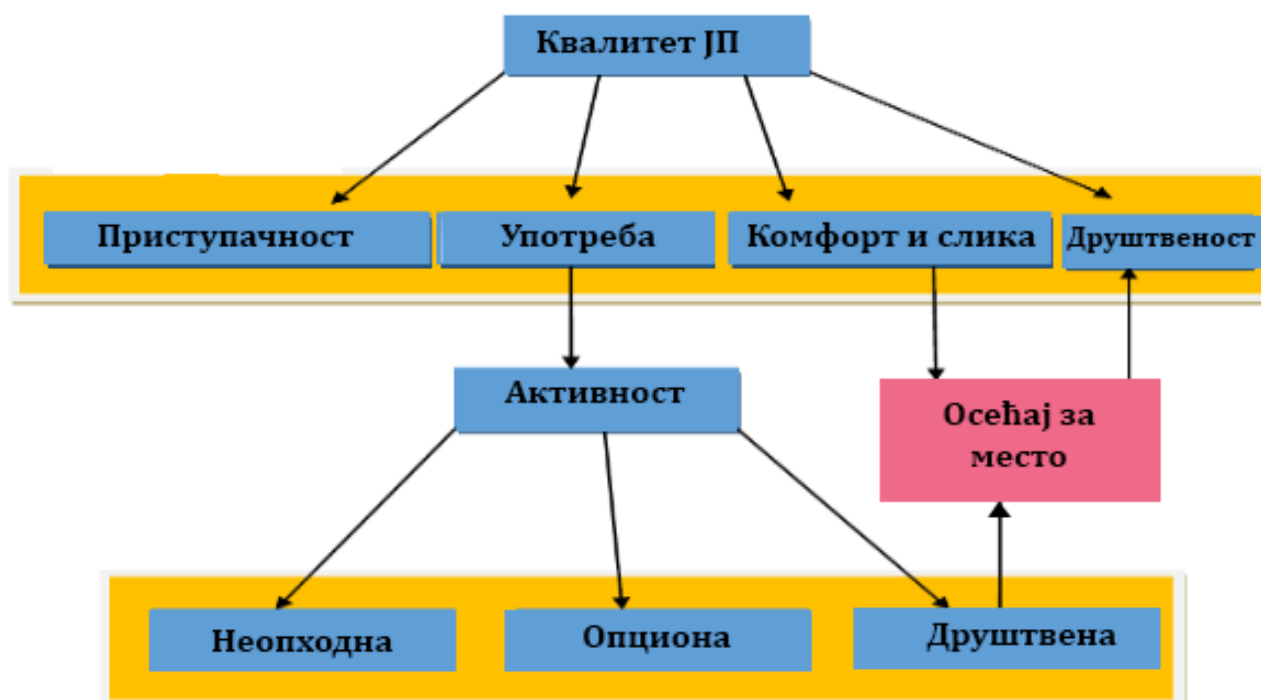 Квалитет ЈП
Приступачност
Употреба
Комфорт и слика
Друштвеност
Активност
Осећај за
место
Неопходна
Опциона
Друштвена